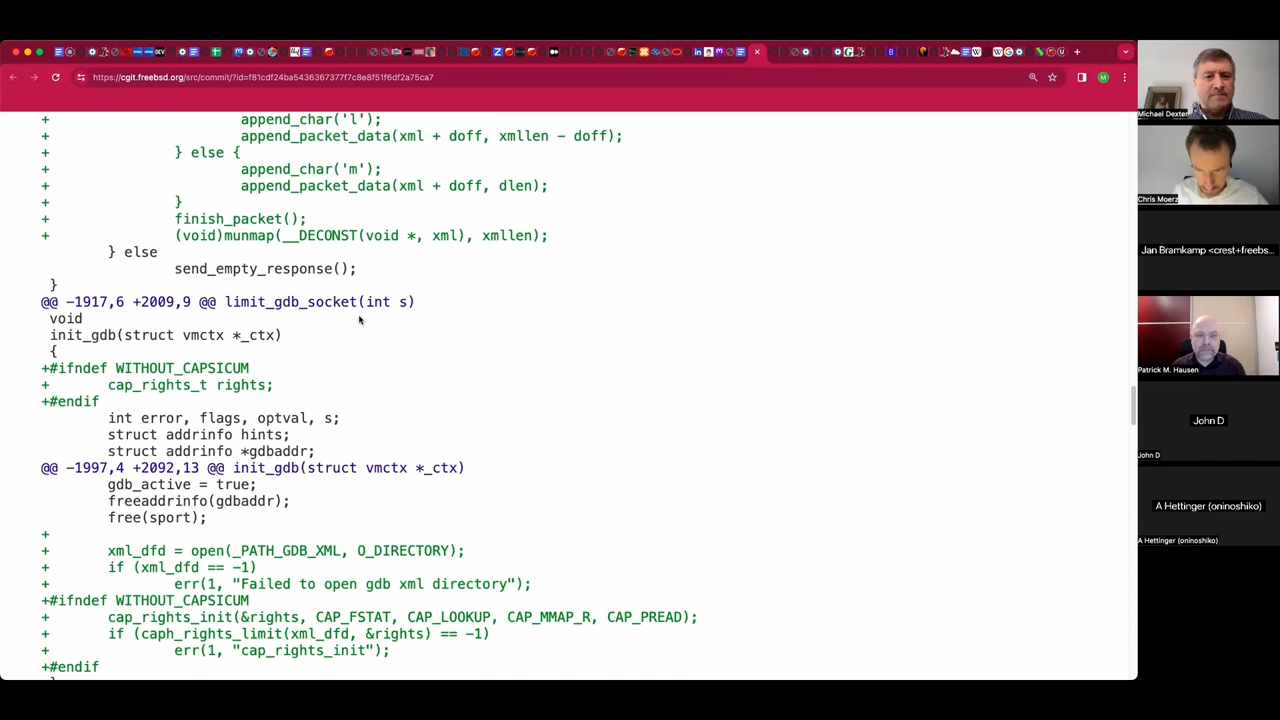 https://cgit.freebsd.org/src/commit/?id=f81cdf24ba5436367377f7c8e8f51f6df2a75ca7
+ append_char('l');
+ append_packet_data(xml + doff, xmllen - doff);
+ } else {
+ append_char('m');
+ append_packet_data(xml + doff, dlen);
+ }
+ finish_packet();
+ (void)munmap(__DECONST(void *, xml), xmllen);
} else
send_empty_response();
}
@@ -1917,6 +2009,9 @@ limit_gdb_socket(int s)
void
init_gdb(struct vmctx *_ctx)
{
+#ifndef WITHOUT_CAPSICUM
+ cap_rights_t rights;
+#endif
int error, flags, optval, s;
struct addrinfo hints;
struct addrinfo *gdbaddr;
@@ -1997,4 +2092,13 @@ init_gdb(struct vmctx *_ctx)
gdb_active = true;
freeaddrinfo(gdbaddr);
free(sport);
+
+ xml_dfd = open(_PATH_GDB_XML, O_DIRECTORY);
+ if (xml_dfd == -1)
+ err(1, "Failed to open gdb xml directory");
+#ifndef WITHOUT_CAPSICUM
+ cap_rights_init(&rights, CAP_FSTAT, CAP_LOOKUP, CAP_MMAP_R, CAP_PREAD);
+ if (caph_rights_limit(xml_dfd, &rights) == -1)
+ err(1, "cap_rights_init");
+#endif
Michael Dexter
Chris Moerz
Jan Bramkamp <crest+freebs...
Patrick M. Hausen
John D
John D
A Hettinger (oninoshiko)
A Hettinger (oninoshiko)